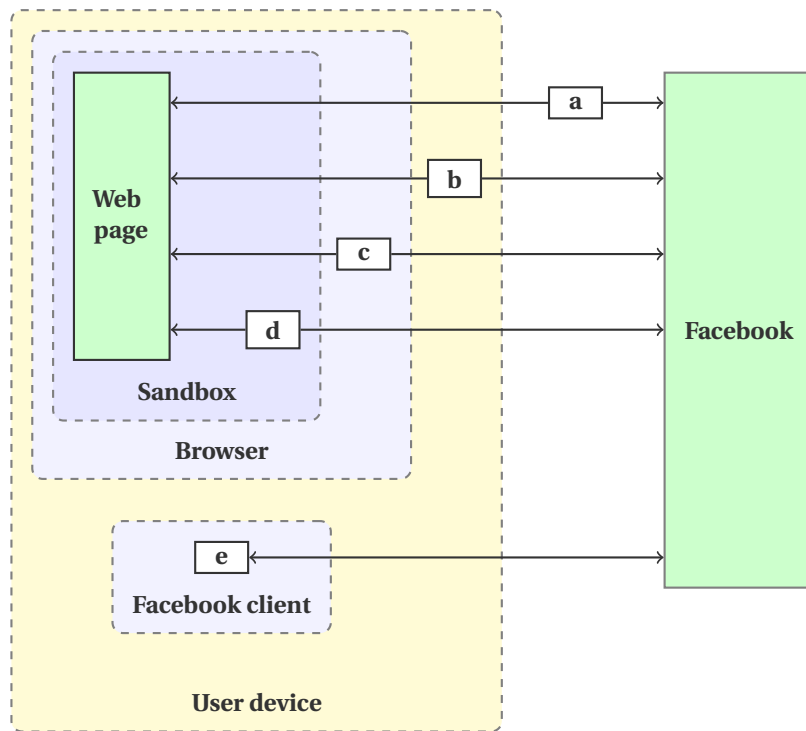 a
b
Web
page
c
d
Facebook
Sandbox
Browser
e
Facebook client
User device